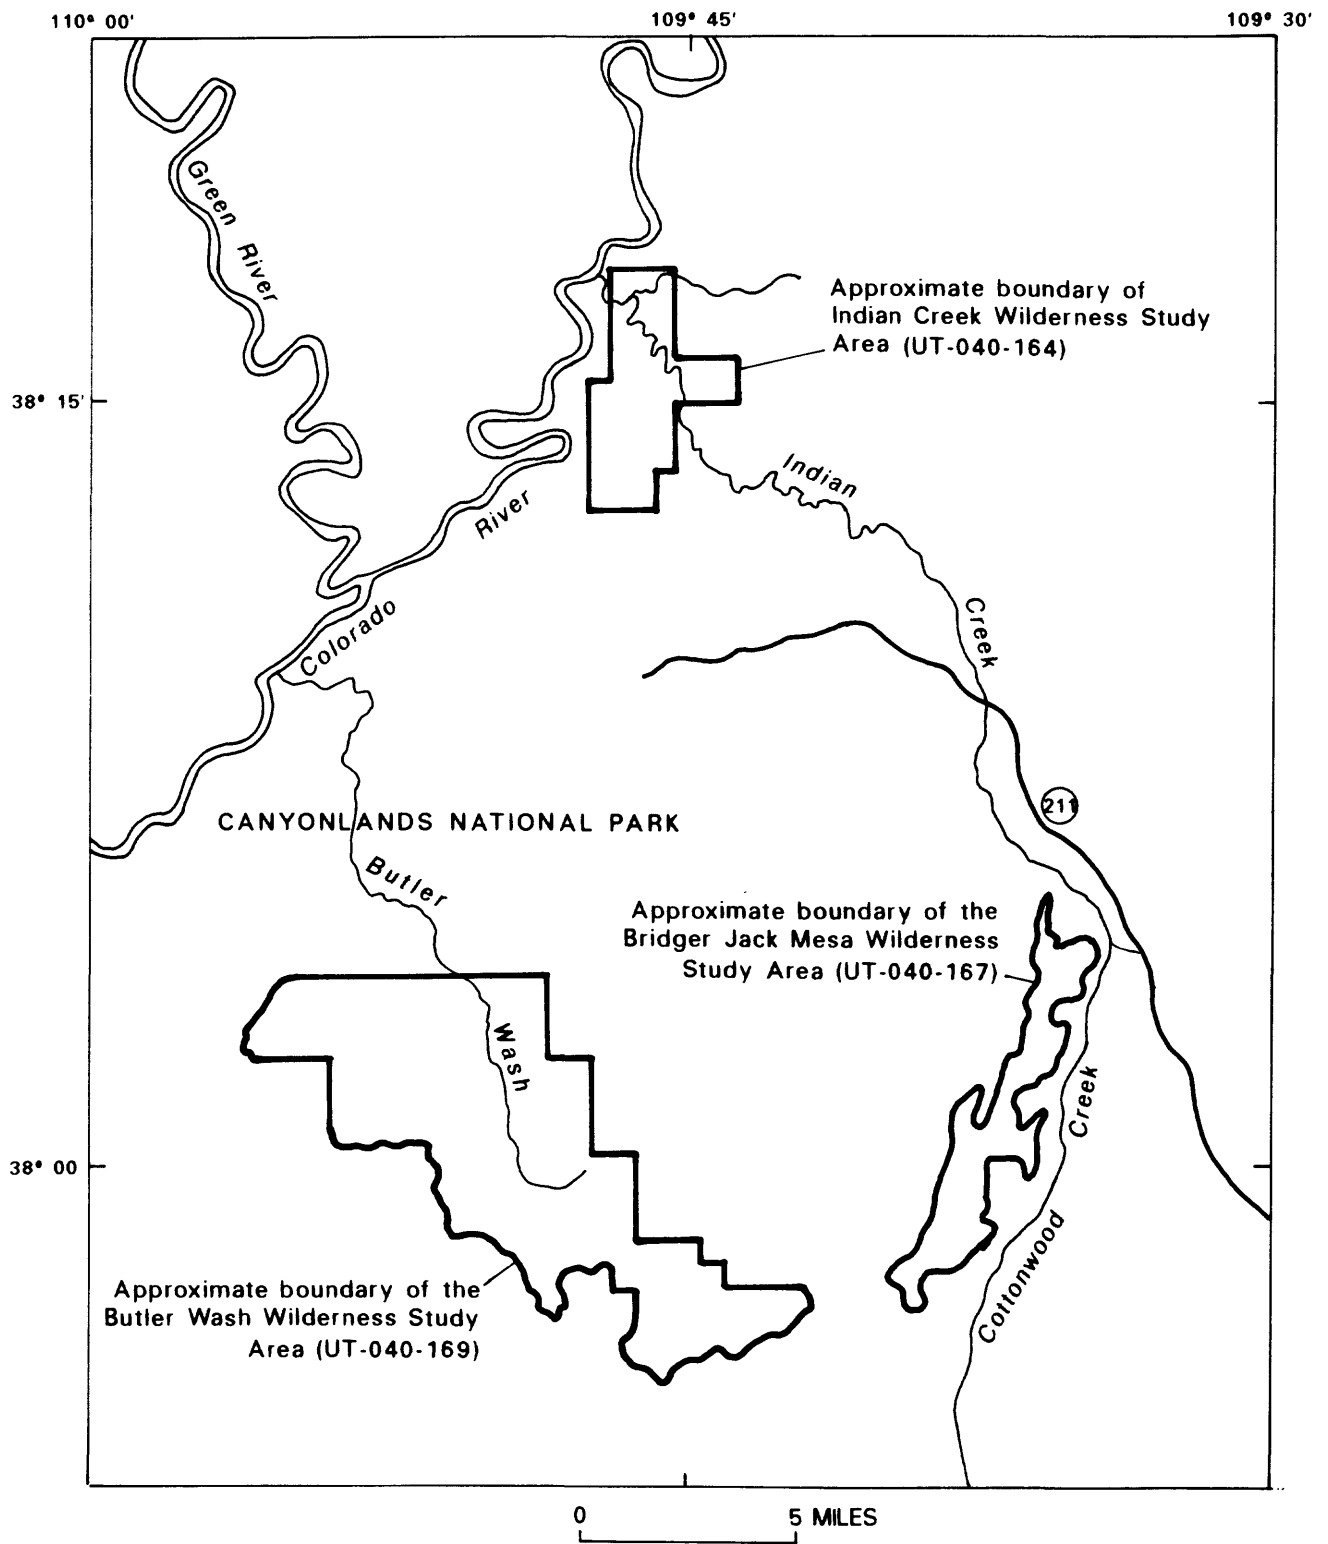 110° 00' 109° 45' 109° 30'
Green River
Approximate boundary of
Indian Creek Wilderness Study
Area (UT-040-164)
38° 15'
Indian
River
Creek
Colorado
211
CANYONLANDS NATIONAL PARK
Butler
Approximate boundary of the
Bridger Jack Mesa Wilderness
Study Area (UT-040-167)
Wash
Creek
38° 00
Cottonwood
Approximate boundary of the
Butler Wash Wilderness Study
Area (UT-040-169)
0 5 MILES